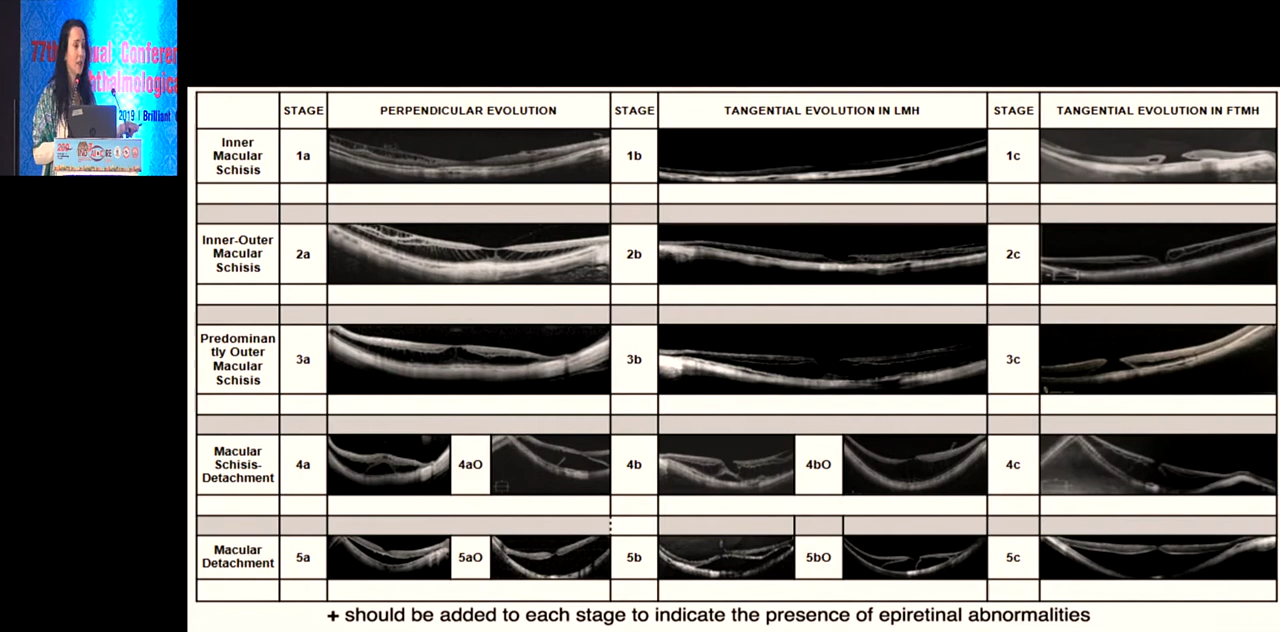 77th
ual Conferen
hthalmologica
2019 | Brilliant
STAGE
PERPENDICULAR EVOLUTION
STAGE
TANGENTIAL EVOLUTION IN LMH
STAGE
TANGENTIAL EVOLUTION IN FTMH
Inner
Macular
Schisis
1a
1b
1c
Inner-Outer
Macular
Schisis
2a
2b
2c
Predominan
tly Outer
Macular
Schisis
3a
3b
3c
Macular
Schisis-
Detachment
4a
4aO
4b
4bO
4c
Macular
Detachment
5a
5aO
5b
5bO
5c
+ should be added to each stage to indicate the presence of epiretinal abnormalities